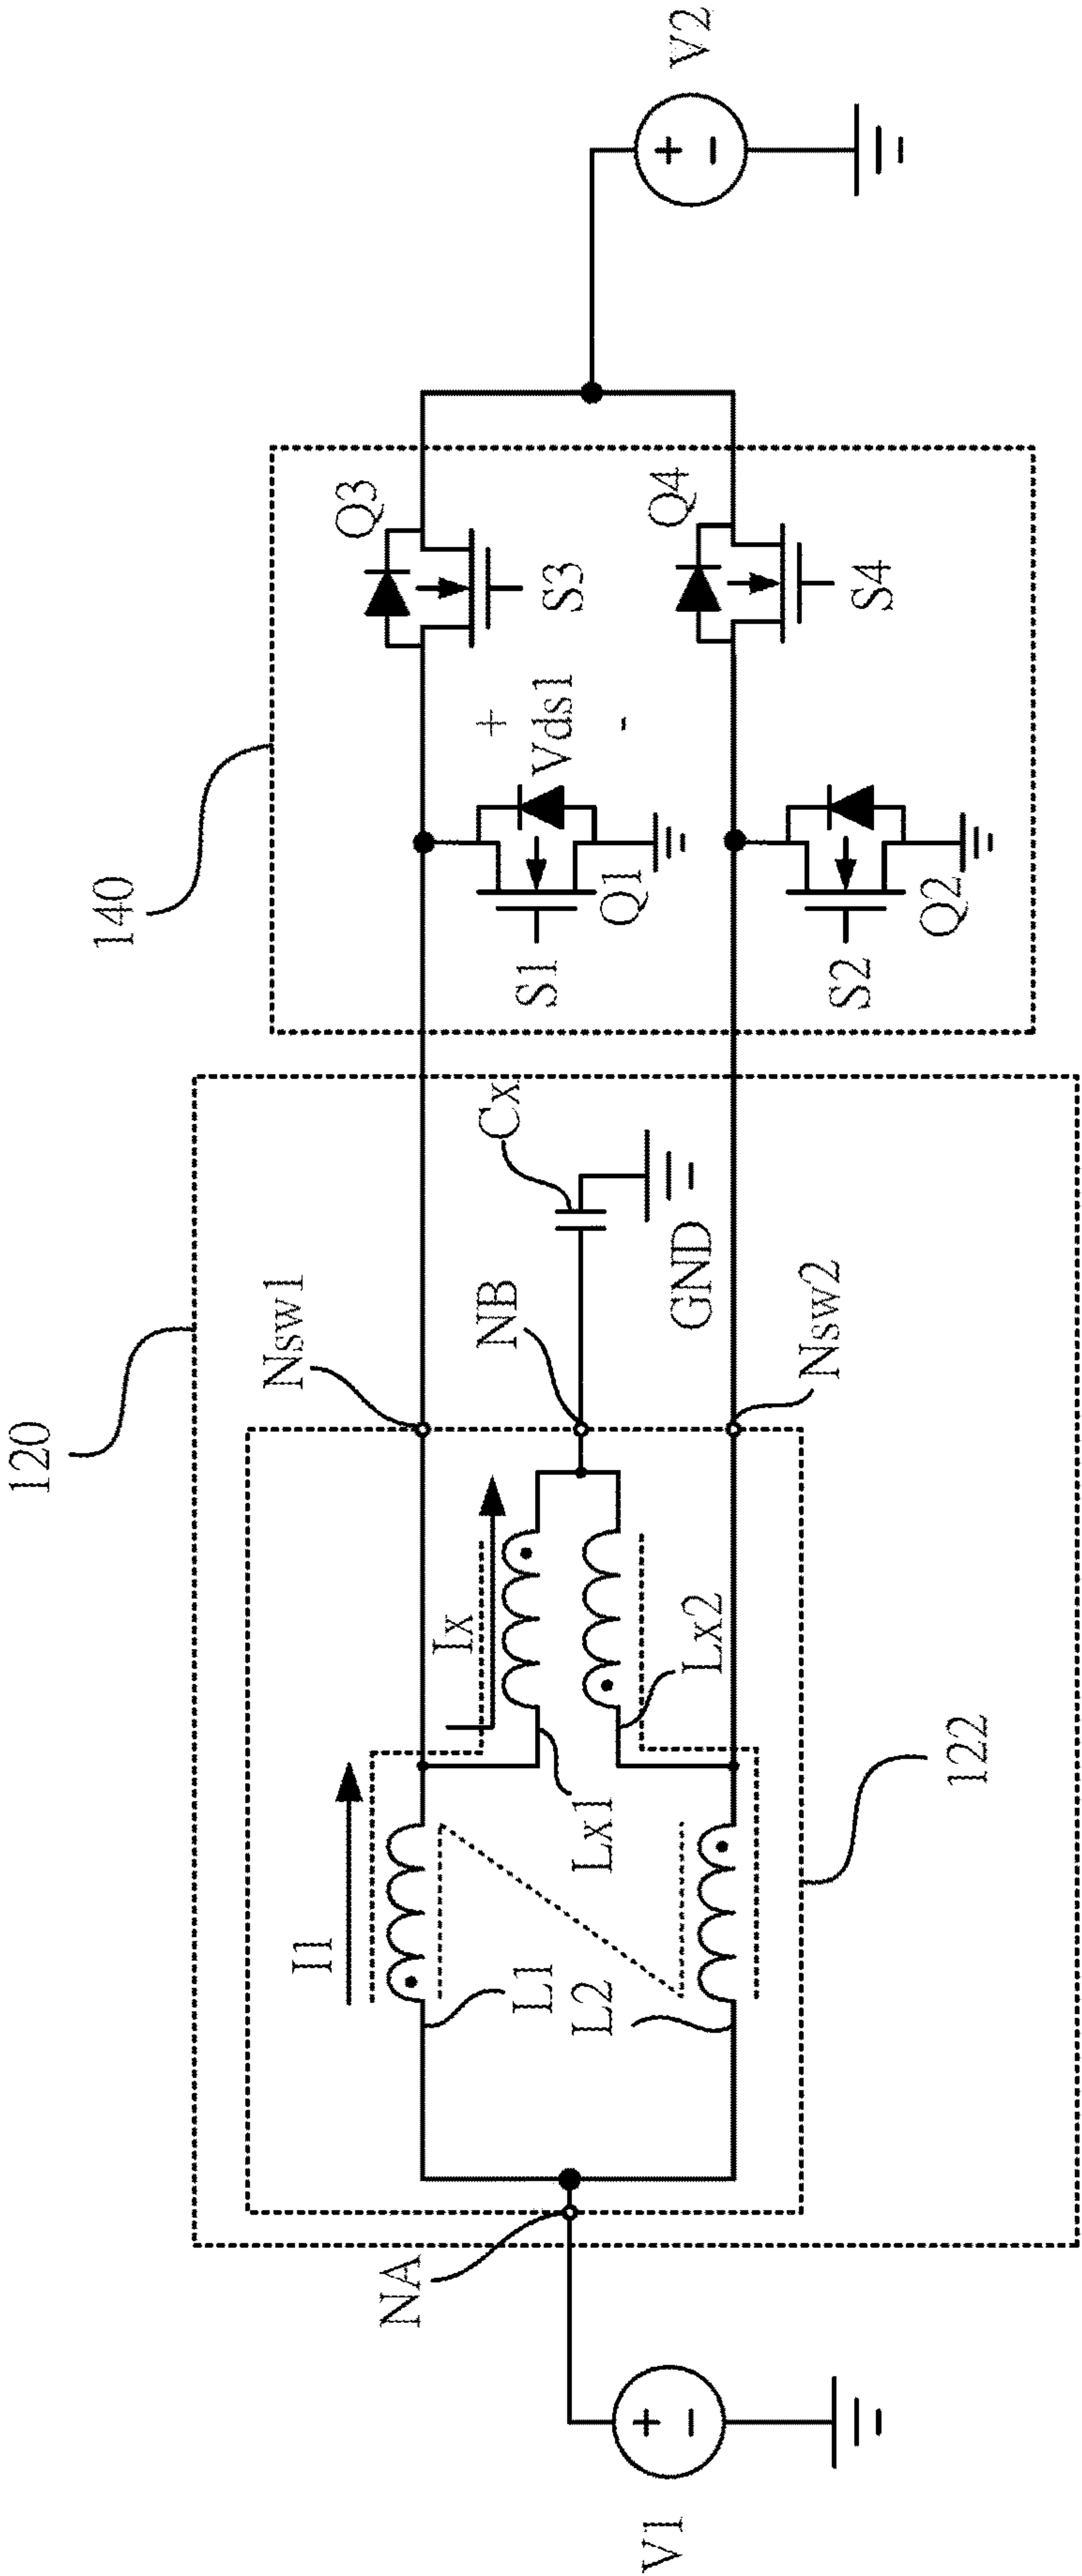 120
140
Nsw1
Q3
I1
Ix
S3
Cx
+
Vds1
-
S1
Q1
NB
Lx1
L1
L2
NA
GND
Lx2
Q4
Nsw2
S4
S2
Q2
122
V1
+
-
V2
+
-